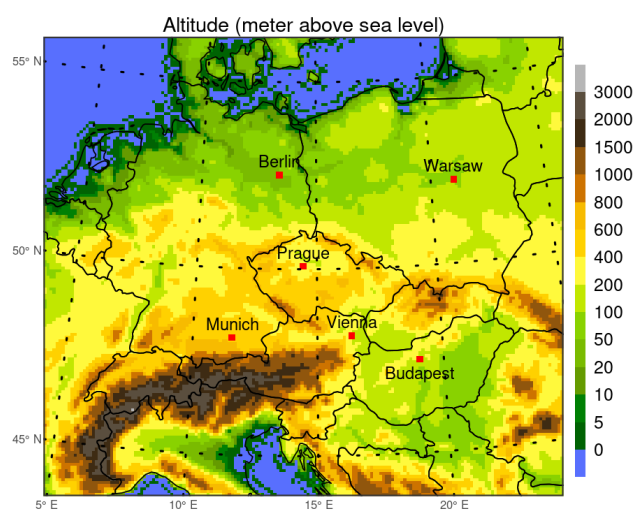 Altitude (meter above sea level)
55° N
50° N
45° N
Berlin
Warsaw
Prague
Munich
Vienna
Budapest
5° E
10° E
15° E
20° E
3000
2000
1500
1000
800
600
400
200
100
50
20
10
5
0